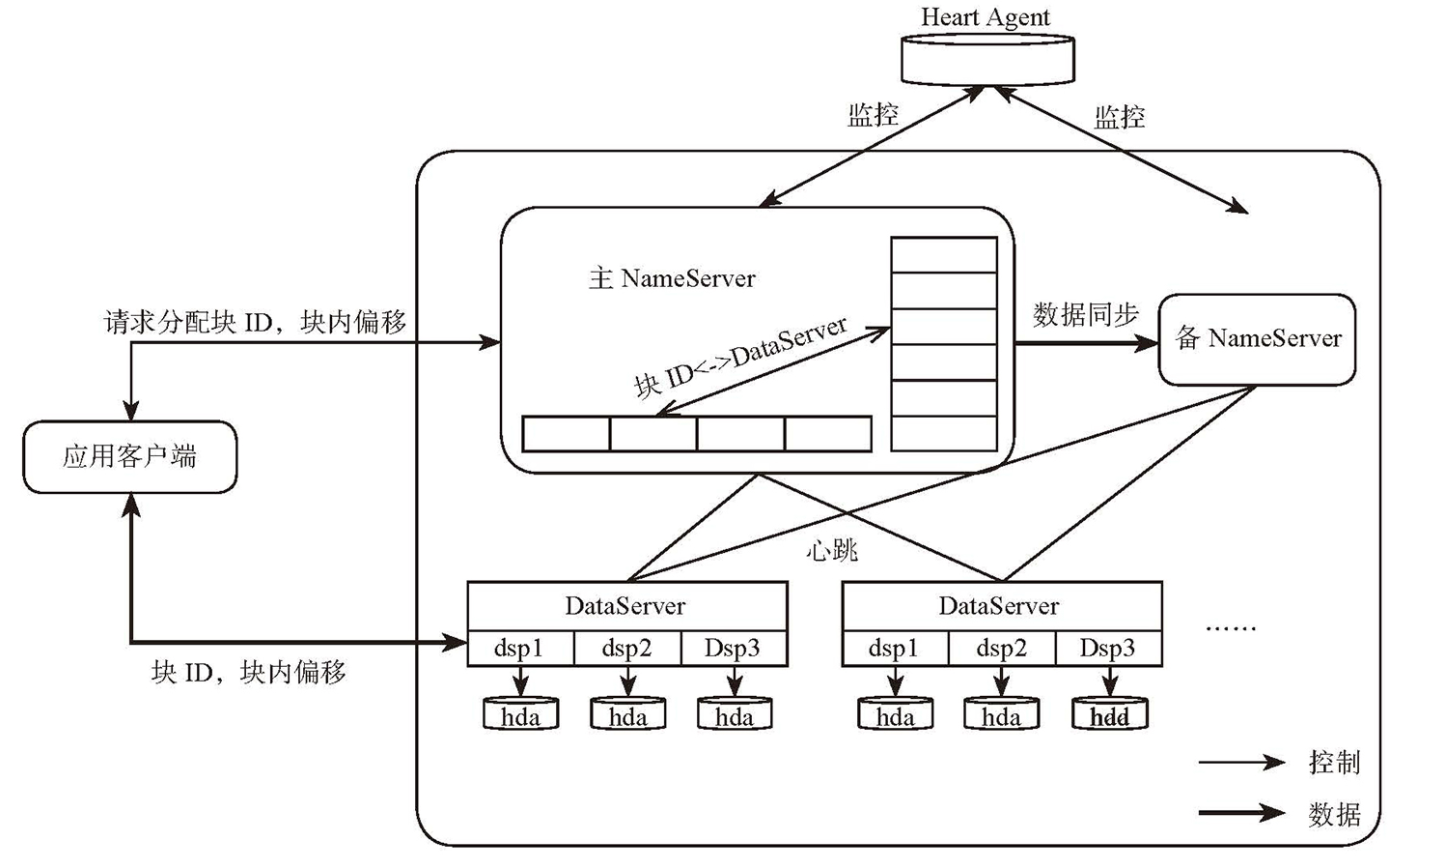 Heart Agent
监控
监控
主 NameServer
请求分配块 ID，块内偏移
块 ID<->DataServer
数据同步
备 NameServer
应用客户端
心跳
DataServer
dsp1
dsp2
Dsp3
hda
hda
hda
DataServer
dsp1
dsp2
Dsp3
hda
hda
hdd
……
块 ID，块内偏移
控制
数据